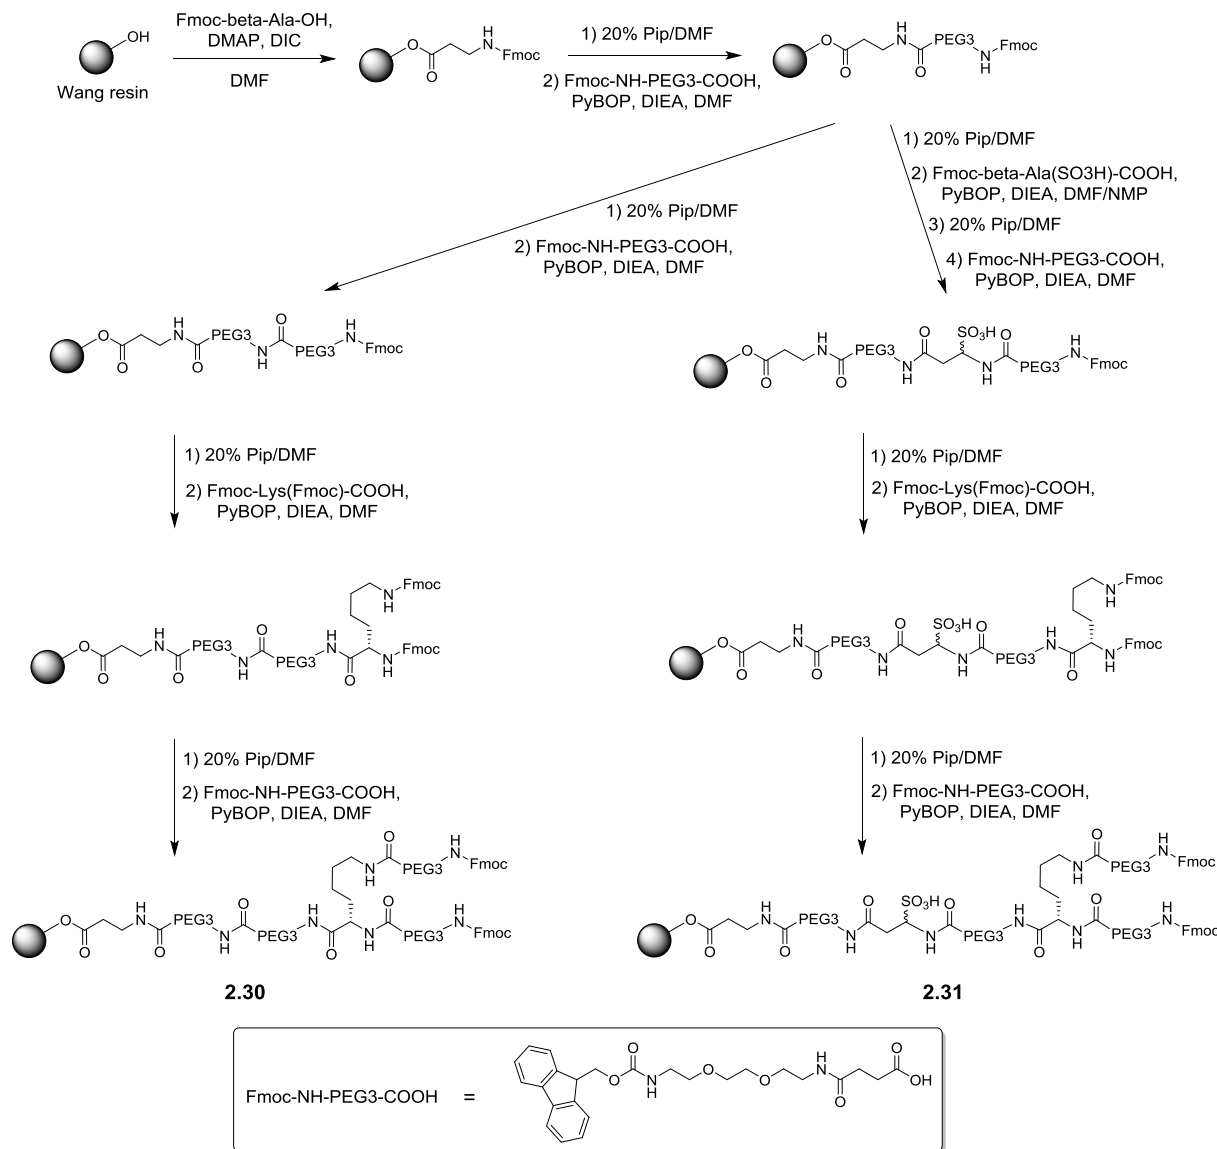 Fmoc-beta-Ala-OH,
DMAP, DIC
DMF
OH
Wang resin
O
O
H
N
Fmoc
1) 20% Pip/DMF
2) Fmoc-NH-PEG3-COOH,
PyBOP, DIEA, DMF
O
O
H
N
O
PEG3
N
H
Fmoc
1) 20% Pip/DMF
2) Fmoc-NH-PEG3-COOH,
PyBOP, DIEA, DMF
1) 20% Pip/DMF
2) Fmoc-beta-Ala(SO3H)-COOH,
PyBOP, DIEA, DMF/NMP
3) 20% Pip/DMF
4) Fmoc-NH-PEG3-COOH,
PyBOP, DIEA, DMF
O
O
H
N
O
PEG3
N
H
O
PEG3
H
N
Fmoc
O
O
H
N
O
PEG3
N
H
O
SO3H
N
H
O
PEG3
H
N
Fmoc
1) 20% Pip/DMF
2) Fmoc-Lys(Fmoc)-COOH,
PyBOP, DIEA, DMF
1) 20% Pip/DMF
2) Fmoc-Lys(Fmoc)-COOH,
PyBOP, DIEA, DMF
O
O
H
N
O
PEG3
N
H
O
PEG3
H
N
O
N
H
Fmoc
N
H
Fmoc
O
O
H
N
O
PEG3
N
H
O
SO3H
N
H
O
PEG3
H
N
O
N
H
Fmoc
N
H
Fmoc
1) 20% Pip/DMF
2) Fmoc-NH-PEG3-COOH,
PyBOP, DIEA, DMF
1) 20% Pip/DMF
2) Fmoc-NH-PEG3-COOH,
PyBOP, DIEA, DMF
O
O
H
N
O
PEG3
N
H
O
PEG3
H
N
O
N
H
O
PEG3
H
N
Fmoc
N
H
O
PEG3
H
N
Fmoc
2.30
O
O
H
N
O
PEG3
N
H
O
SO3H
N
H
O
PEG3
H
N
O
N
H
O
PEG3
H
N
Fmoc
N
H
O
PEG3
H
N
Fmoc
2.31
Fmoc-NH-PEG3-COOH =
O
O
N
H
O
O
H
N
O
O
OH